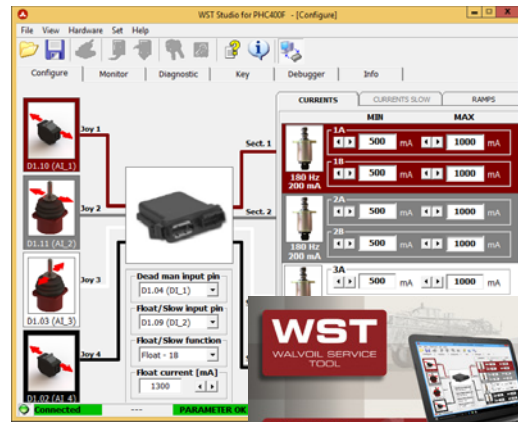 WST Studio for PHC400F - [Configure]
File View Hardware Set Help
Configure Monitor Diagnostic Key Debugger Info
CURRENTS CURRENTS SLOW RAMPS
MIN MAX
Joy 1
D1.10 (AI_1)
Sect. 1
1A
500 mA 1000 mA
1B
500 mA 1000 mA
180 Hz
200 mA
Joy 2
D1.11 (AI_2)
Sect. 2
2A
500 mA 1000 mA
2B
500 mA 1000 mA
180 Hz
200 mA
Joy 3
D1.03 (AI_3)
3A
500 mA 1000 mA
Joy 4
D1.02 (AI_4)
Dead man input pin
D1.04 (DI_1)
Float/Slow input pin
D1.09 (DI_2)
Float/Slow function
Float - 1B
Float current [mA]
1300
Connected --- PARAMETER OK
WST
WALVOIL SERVICE
TOOL